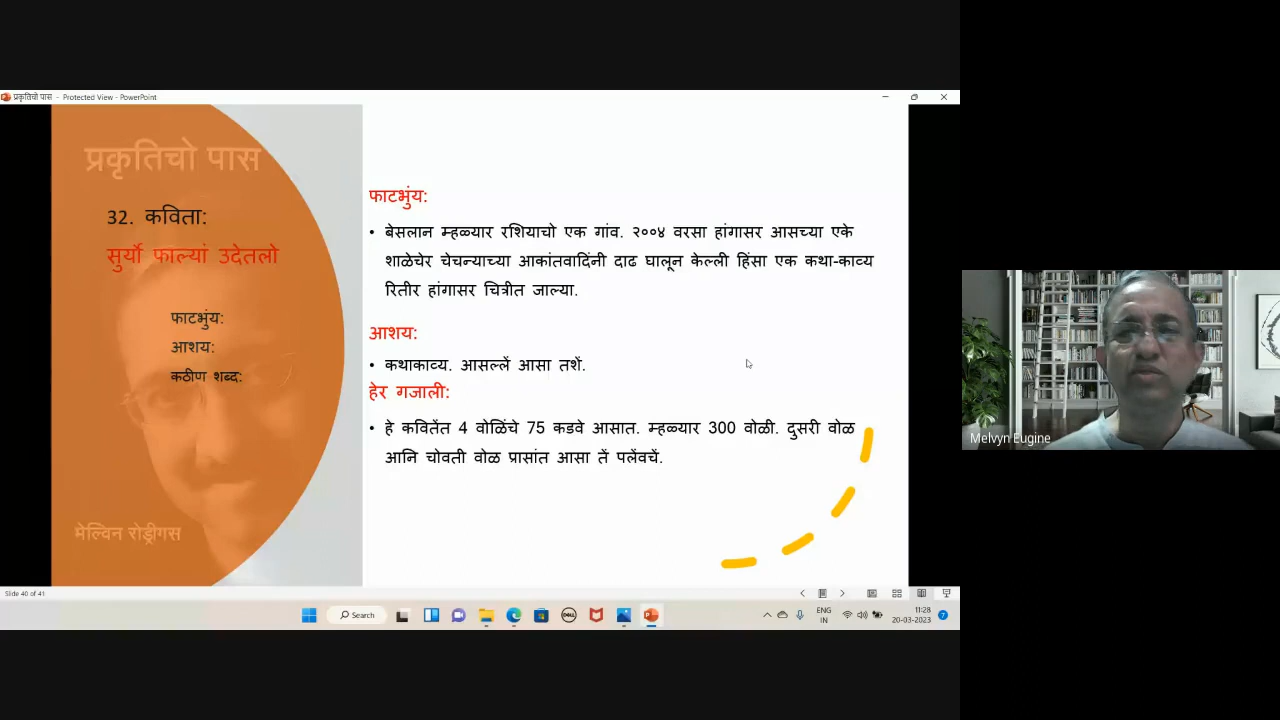 प्रकृतिचो पास - Protected View - PowerPoint
प्रकृतिचो पास
32. कविता:
सुर्यो फाल्यां उदेतलो
फाटभुंय:
आशय:
कठीण शब्द:
मेल्विन रोड्रीगस
फाटभुंय:
• बेसलान म्हळ्यार रशियाचो एक गांव. २००४ वरसा हांगासर आसच्या एके
शाळेचेर चेचन्याच्या आकांतवादिंनी दाढ घालून केल्ली हिंसा एक कथा-काव्य
रितीर हांगासर चित्रीत जाल्या.
आशय:
• कथाकाव्य. आसल्लें आसा तशें.
हेर गजाली:
• हे कवितेंत 4 वोळिंचे 75 कडवे आसात. म्हळ्यार 300 वोळी. दुसरी वोळ
आनि चोवती वोळ प्रासांत आसा तें पळेंवचें.
Slide 40 of 41
Search
DELL
ENG
IN
11:28
20-03-2023
7
Melvyn Eugine